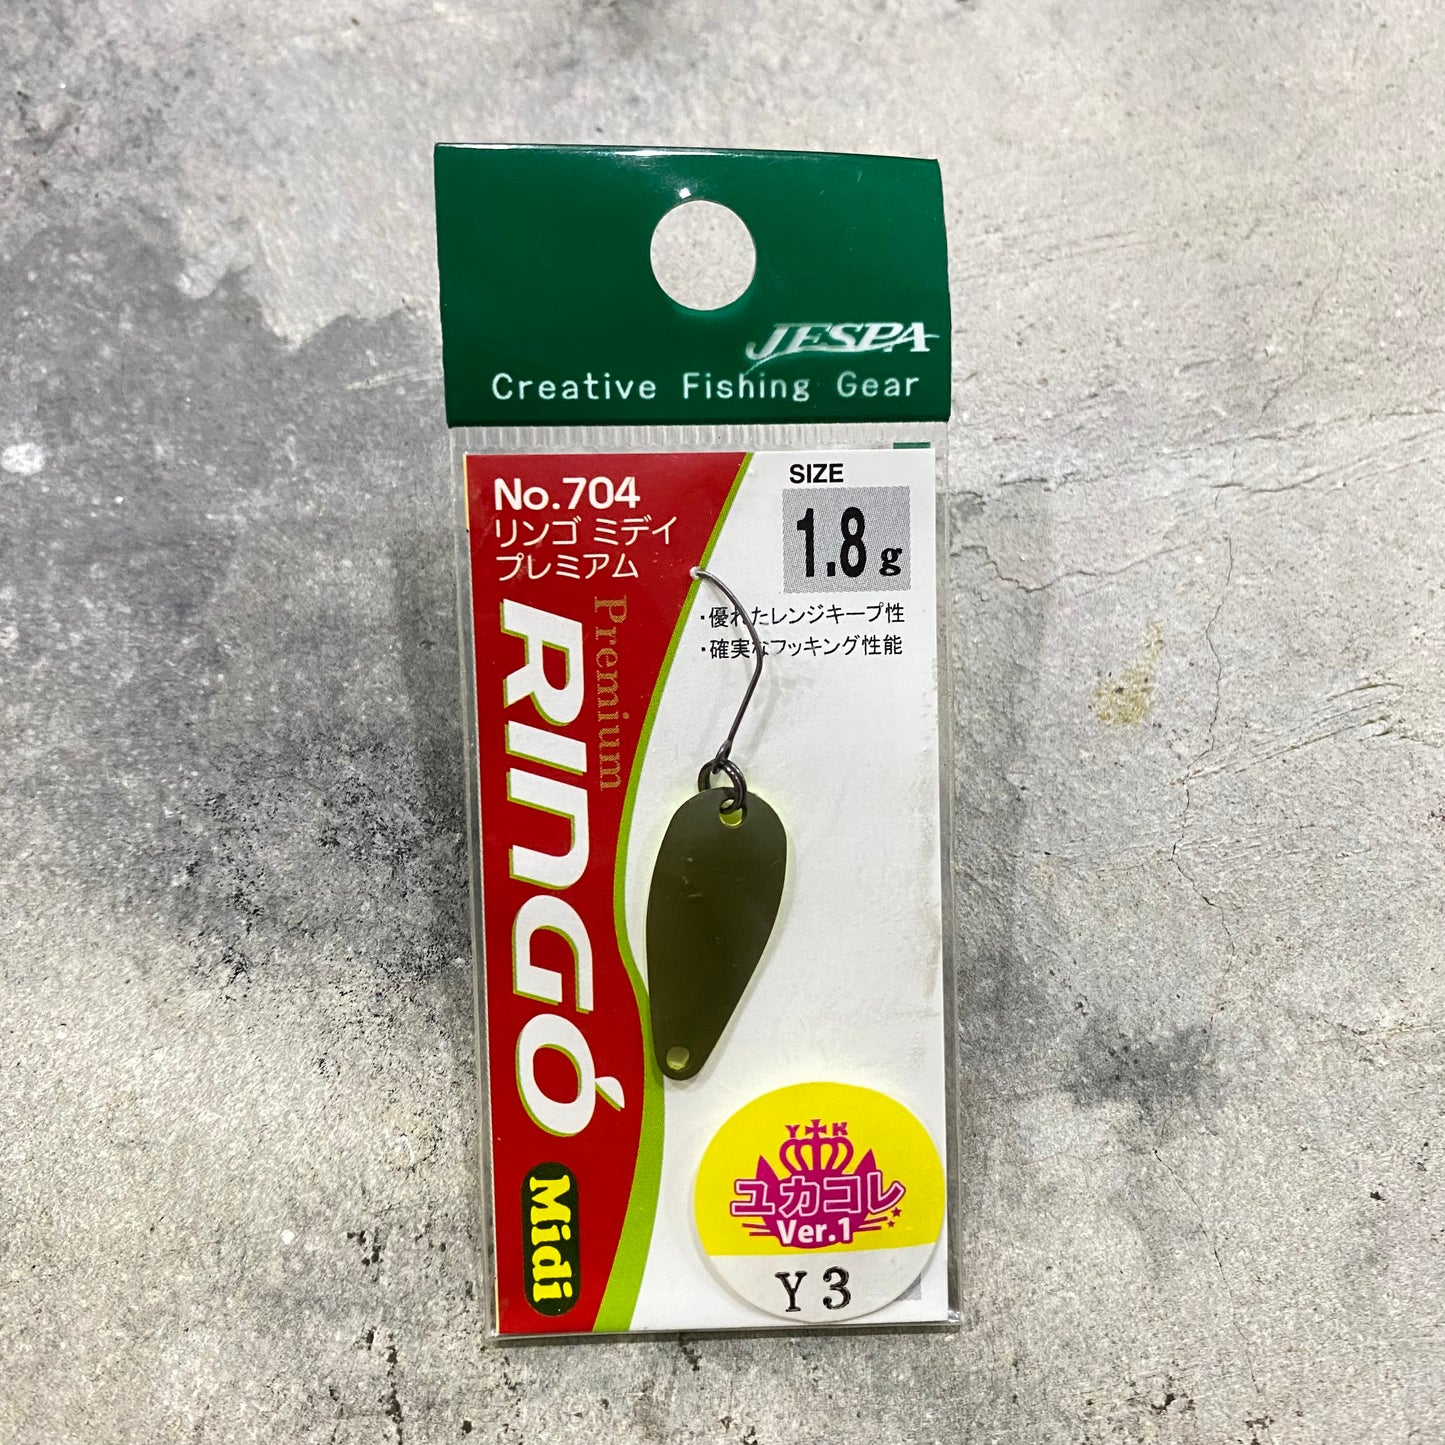 JESPA
Creative Fishing Gear
No.704
リンゴ ミディ
プレミアム
Premium
RINGO
Midi
SIZE
1.8g
・優れたレンジキープ性
・確実なフッキング性能
Y K
ユカコレ
Ver.1
Y3